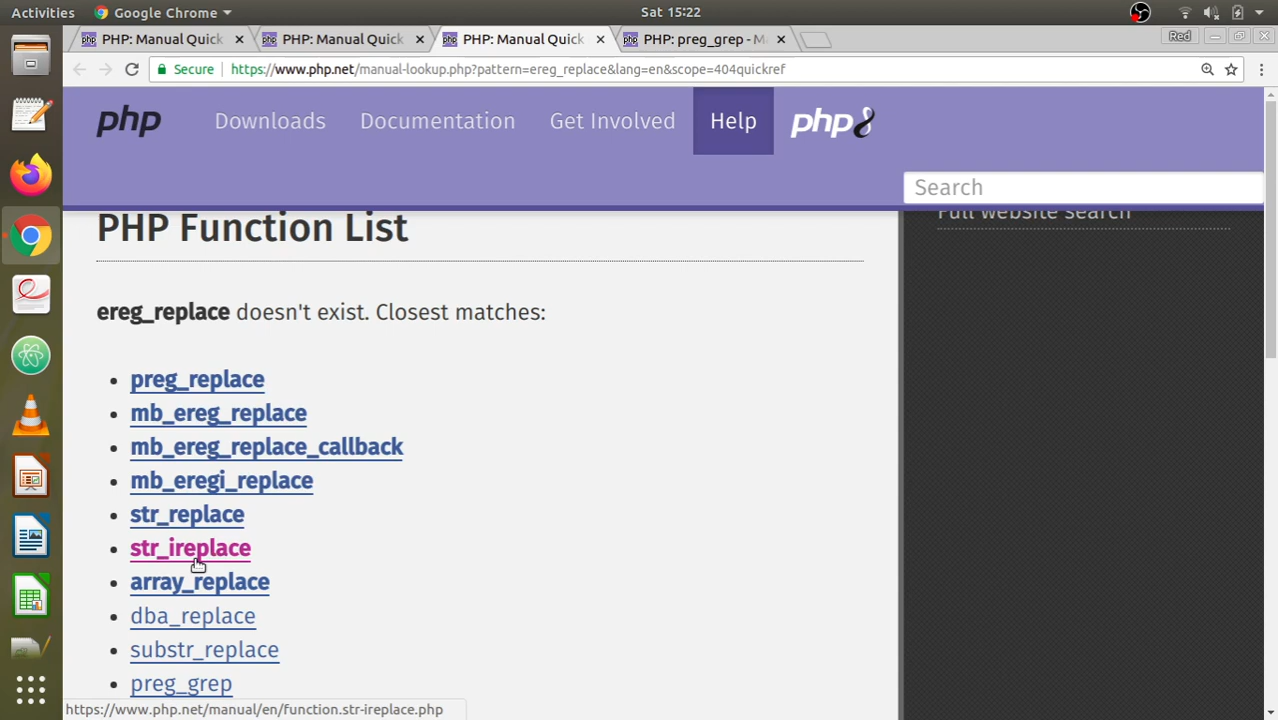 Activities Google Chrome Sat 15:22
PHP: Manual Quick PHP: Manual Quick PHP: Manual Quick PHP: preg_grep - Ma Red
Secure https://www.php.net/manual-lookup.php?pattern=ereg_replace&lang=en&scope=404quickref
php Downloads Documentation Get Involved Help php8
Search
PHP Function List
Full website search
ereg_replace doesn't exist. Closest matches:
• preg_replace
• mb_ereg_replace
• mb_ereg_replace_callback
• mb_eregi_replace
• str_replace
• str_ireplace
• array_replace
• dba_replace
• substr_replace
• preg_grep
https://www.php.net/manual/en/function.str-ireplace.php